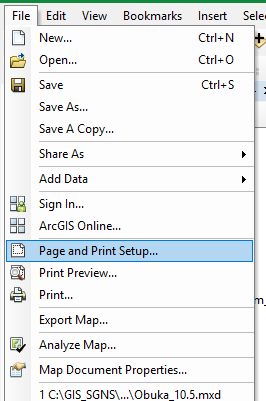 File Edit View Bookmarks Insert
New... Ctrl+N
Open... Ctrl+O
Save Ctrl+S
Save As...
Save A Copy...
Share As
Add Data
Sign In...
ArcGIS Online...
Page and Print Setup...
Print Preview...
Print...
Export Map...
Analyze Map...
Map Document Properties...
1 C:\GIS_SGNS\...\Obuka_10.5.mxd